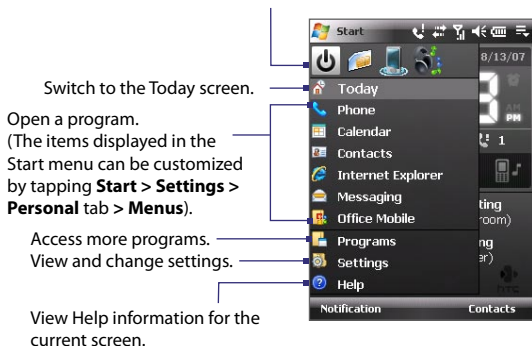 Start
8/13/07
Switch to the Today screen.
Today
Open a program.
(The items displayed in the
Start menu can be customized
by tapping Start > Settings >
Personal tab > Menus).
Phone
AM
PM
Calendar
1
Contacts
Internet Explorer
Messaging
ting
Office Mobile
room)
Access more programs.
Programs
ng
View and change settings.
Settings
er)
Help
hTC
Notification
Contacts
View Help information for the
current screen.